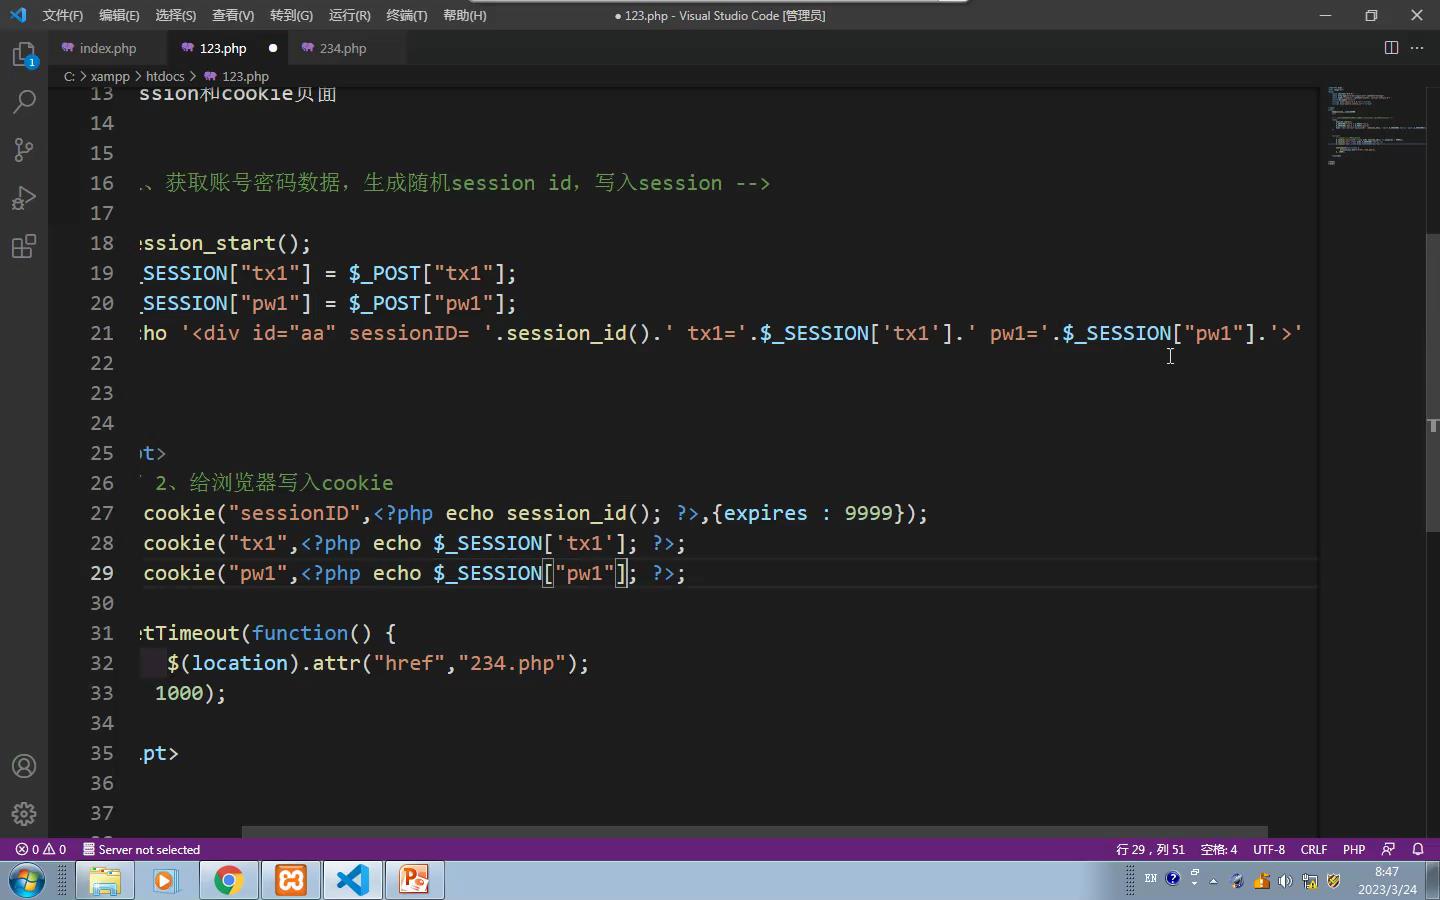 文件(F) 编辑(E) 选择(S) 查看(V) 转到(G) 运行(R) 终端(T) 帮助(H) ● 123.php - Visual Studio Code [管理员]
index.php 123.php ● 234.php
C: > xampp > htdocs > 123.php
1
13 ssion和cookie页面
14
15
16 、获取账号密码数据，生成随机session id，写入session -->
17
18 ession_start();
19 _SESSION["tx1"] = $_POST["tx1"];
20 _SESSION["pw1"] = $_POST["pw1"];
21 cho '<div id="aa" sessionID= '.session_id().' tx1='.$_SESSION['tx1'].' pw1='.$_SESSION["pw1"].'>'
22
23
24
25 pt>
26 2、给浏览器写入cookie
27 cookie("sessionID",<?php echo session_id(); ?>,{expires : 9999});
28 cookie("tx1",<?php echo $_SESSION['tx1']; ?>;
29 cookie("pw1",<?php echo $_SESSION["pw1"]; ?>;
30
31 etTimeout(function() {
32 $(location).attr("href","234.php");
33 1000);
34
35 ipt>
36
37
0 0 Server not selected 行 29，列 51 空格: 4 UTF-8 CRLF PHP
EN 8:47
2023/3/24